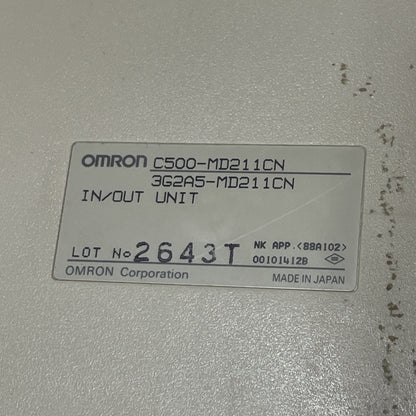 OMRON C500-MD211CN
3G2A5-MD211CN
IN/OUT UNIT
LOT No 2643T NK APP.<88A102>
00101412B
OMRON Corporation MADE IN JAPAN